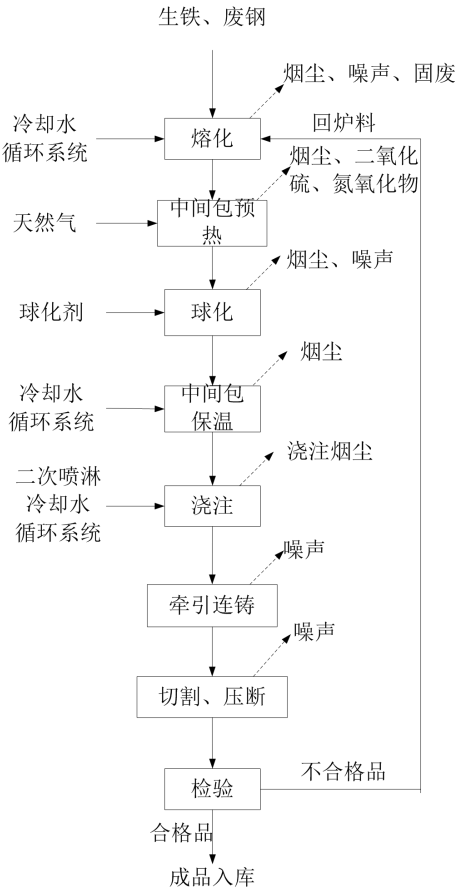 生铁、废钢
烟尘、噪声、固废
冷却水
循环系统
熔化
回炉料
烟尘、二氧化
硫、氮氧化物
天然气
中间包预
热
烟尘、噪声
球化剂
球化
烟尘
冷却水
循环系统
中间包
保温
浇注烟尘
二次喷淋
冷却水
循环系统
浇注
噪声
牵引连铸
噪声
切割、压断
不合格品
检验
合格品
成品入库